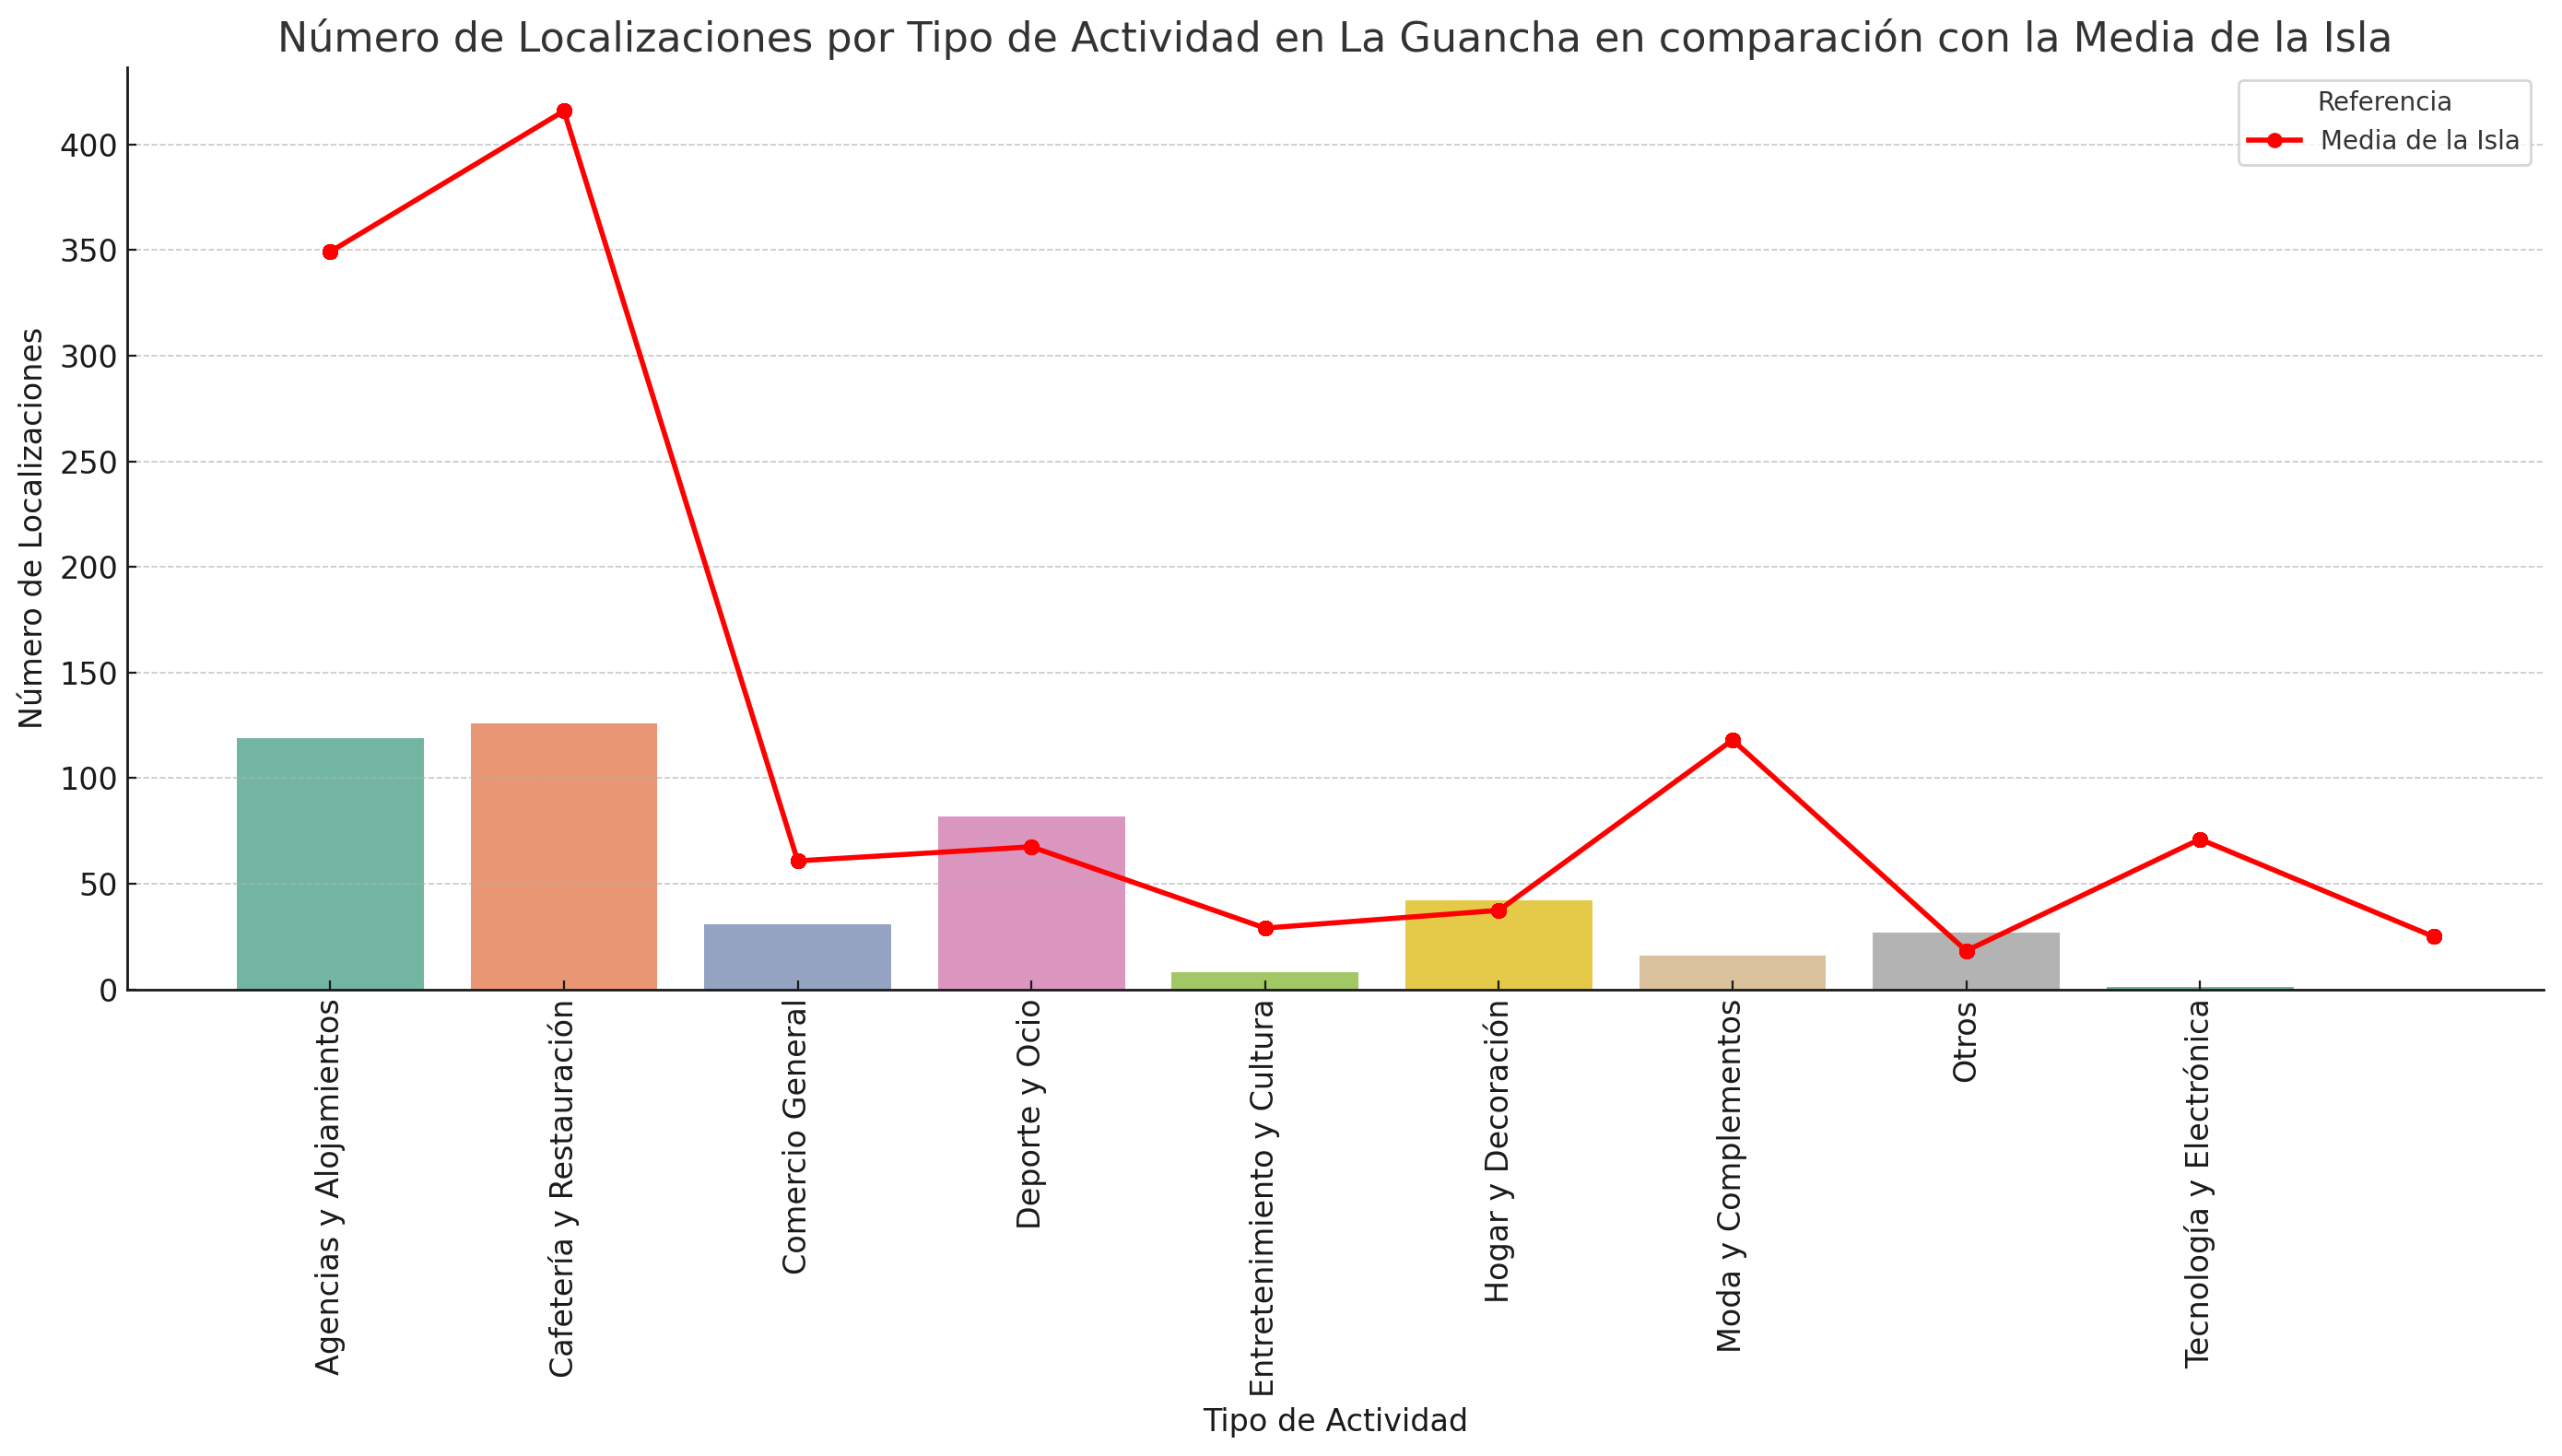 Número de Localizaciones por Tipo de Actividad en La Guancha en comparación con la Media de la Isla
Referencia
Media de la Isla
Número de Localizaciones
400
350
300
250
200
150
100
50
0
Agencias y Alojamientos
Cafetería y Restauración
Comercio General
Deporte y Ocio
Entretenimiento y Cultura
Hogar y Decoración
Moda y Complementos
Otros
Tecnología y Electrónica
Tipo de Actividad